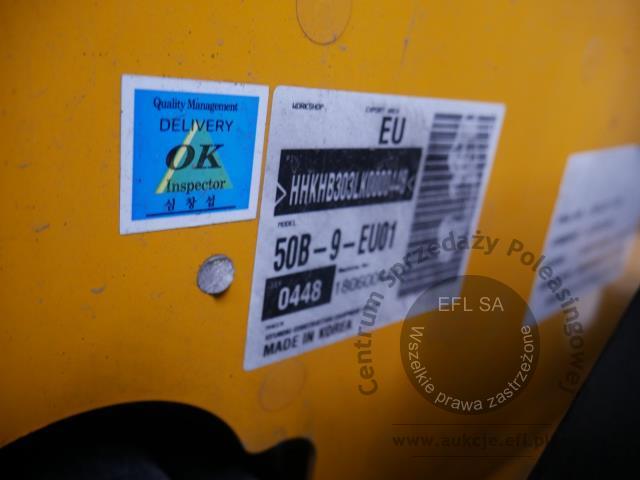 Quality Management
DELIVERY
OK
Inspector
심창섭
WORKSHOP
EXPORT AREA
EU
HHKHB303LK0000448
MODEL
50B-9-EU01
0448
MADE IN KOREA
Centrum Sprzedaży Poleasingowej
EFL SA
Wszelkie prawa zastrzeżone
www.aukcje.efl.pl